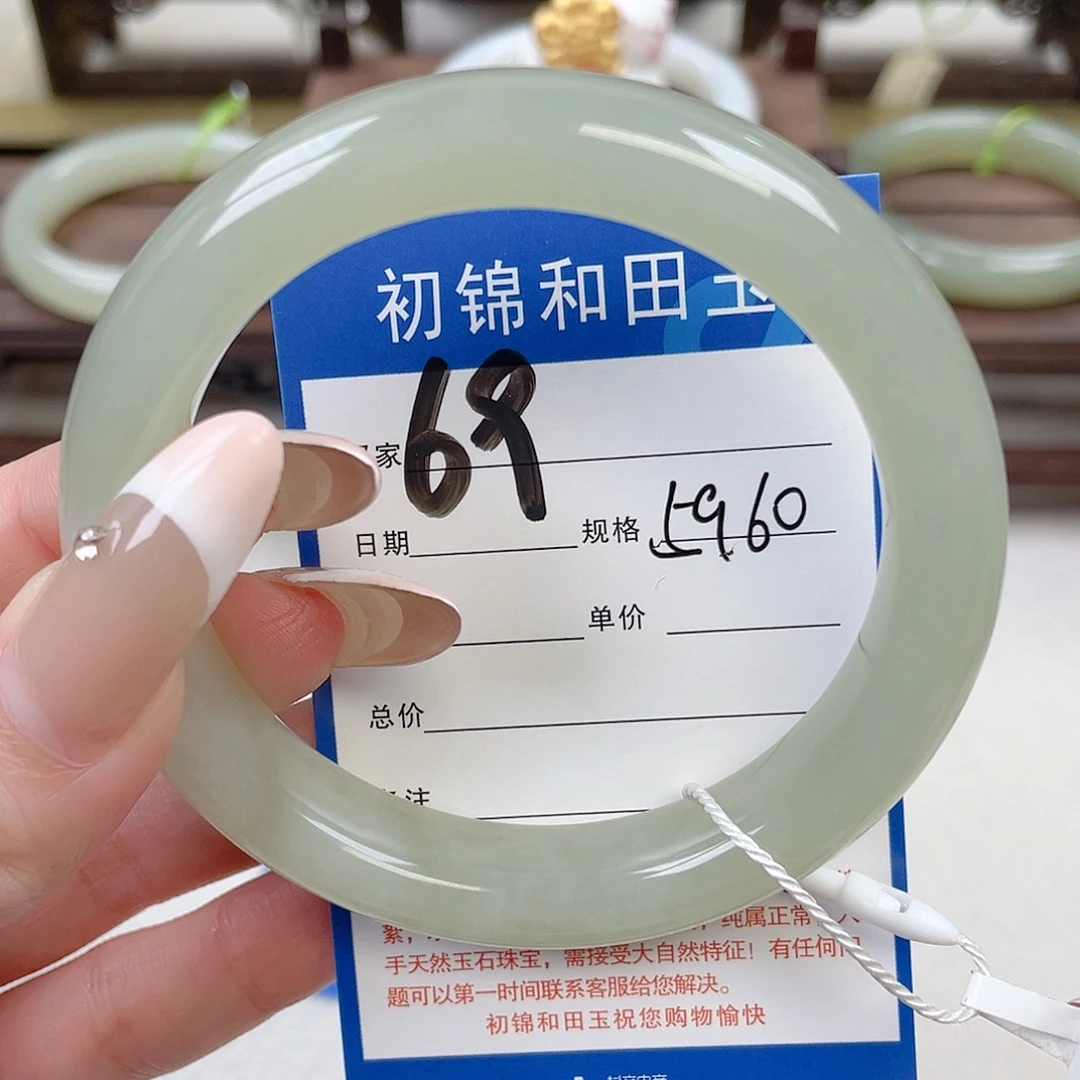 初锦和田玉
家 69
日期 规格 5960
单价
总价
注
絮, 纯属正常
手天然玉石珠宝，需接受大自然特征！有任何问
题可以第一时间联系客服给您解决。
初锦和田玉祝您购物愉快